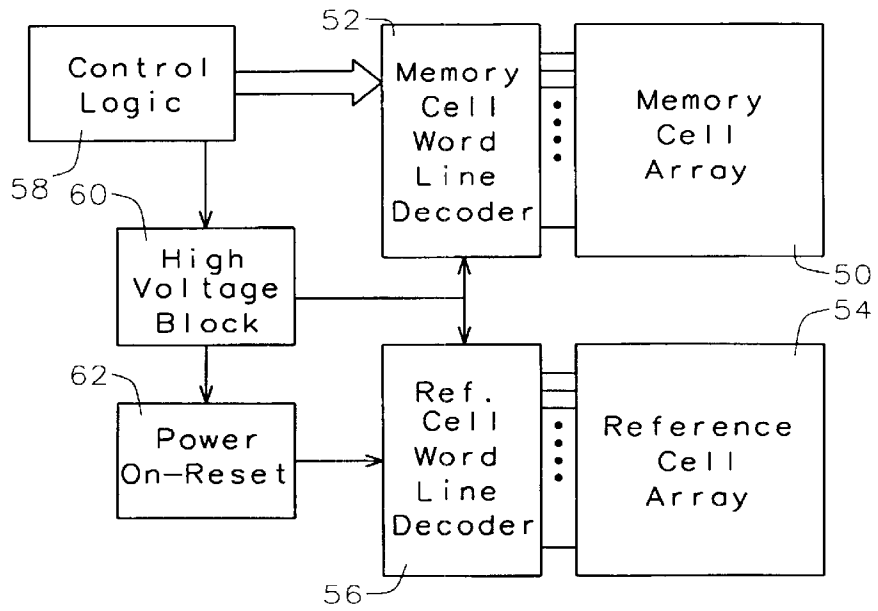 52
Control
Logic
58
Memory
Cell
Word
Line
Decoder
Memory
Cell
Array
50
60
High
Voltage
Block
54
62
Power
On-Reset
Ref.
Cell
Word
Line
Decoder
56
Reference
Cell
Array